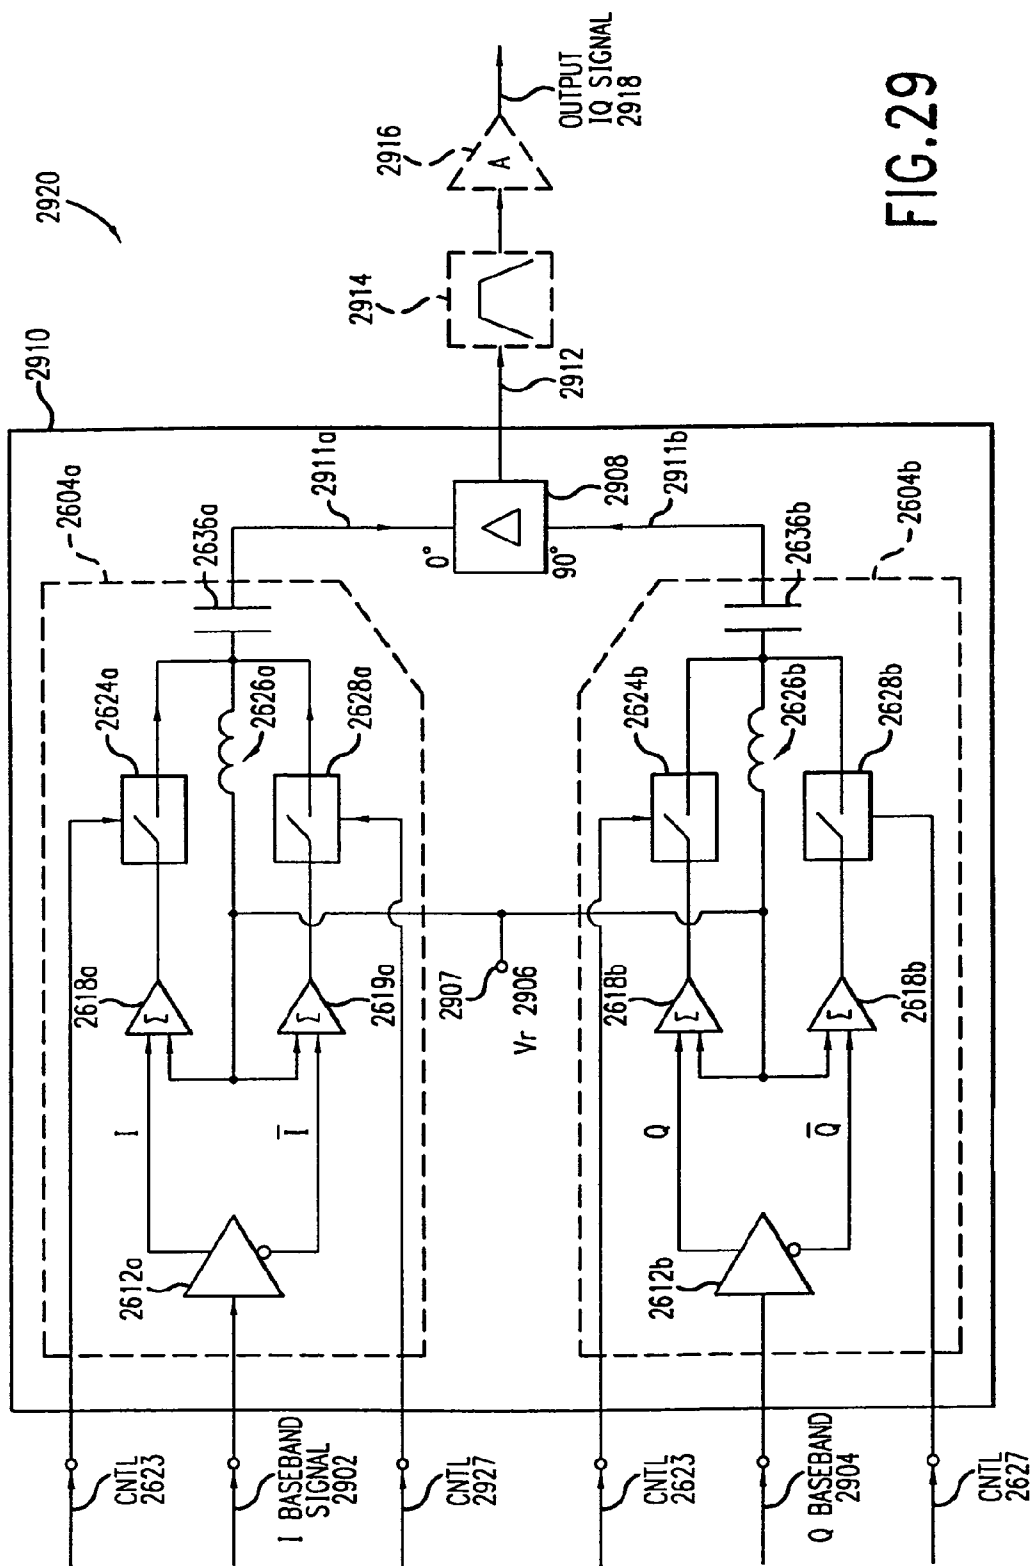 2920
2910
2604a
2636a
2911a
2624a
2626a
2628a
2618a
2619a
2612a
I
I̅
0°
90°
2908
2911b
2912
2914
2916
A
OUTPUT
IQ SIGNAL
2918
2907
Vr 2906
Σ
Σ
Σ
Σ
2604b
2636b
2624b
2626b
2628b
2618b
2618b
2612b
Q
Q̅
CNTL
2623
I BASEBAND
SIGNAL
2902
CNTL
2927
CNTL
2623
Q BASEBAND
2904
CNTL
2627
FIG.29